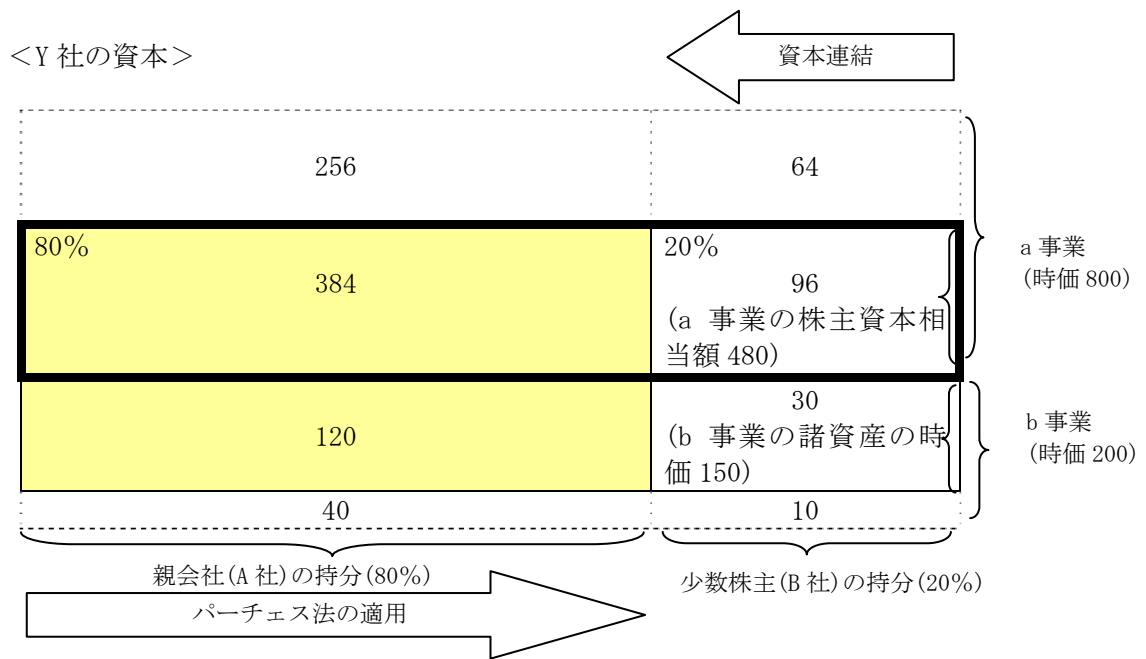 ＜Y 社の資本＞
資本連結
256
64
80％
384
20％
96
(a 事業の株主資本相
当額 480)
a 事業
(時価 800)
120
30
(b 事業の諸資産の時
価 150)
b 事業
(時価 200)
40
10
親会社(A 社)の持分(80％)
少数株主(B 社)の持分(20％)
パーチェス法の適用